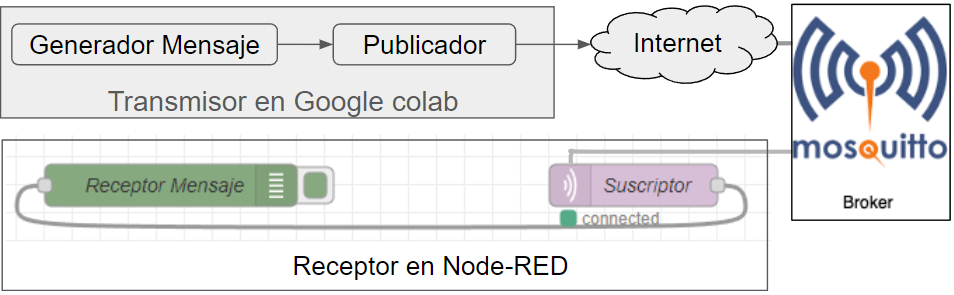 Generador Mensaje
Publicador
Internet
Transmisor en Google colab
mosquitto
Broker
Receptor Mensaje
Suscriptor
connected
Receptor en Node-RED